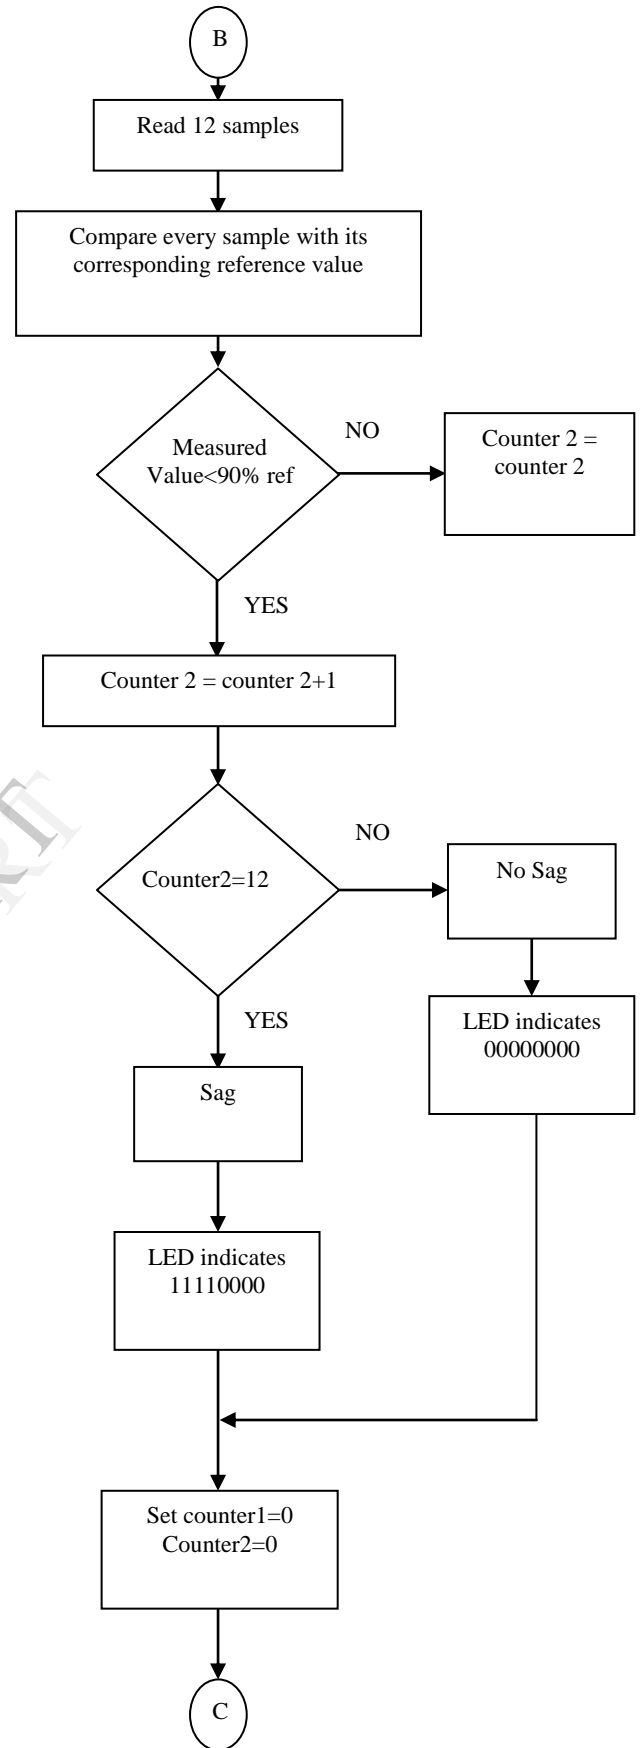 B
Read 12 samples
Compare every sample with its
corresponding reference value
Measured
Value<90% ref
NO
Counter 2 =
counter 2
YES
Counter 2 = counter 2+1
Counter2=12
NO
No Sag
LED indicates
00000000
YES
Sag
LED indicates
11110000
Set counter1=0
Counter2=0
C